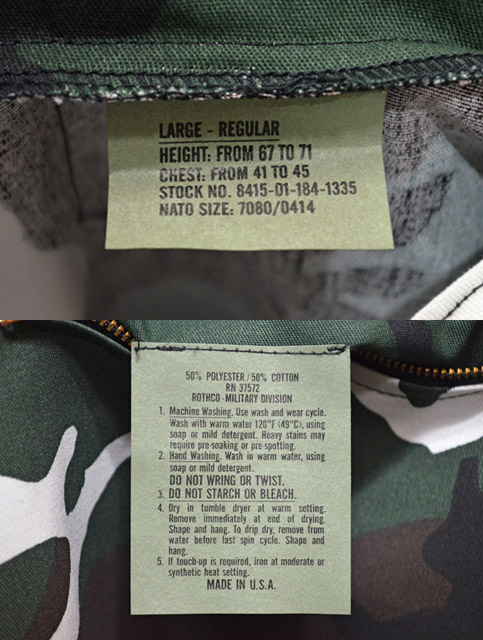 LARGE - REGULAR
HEIGHT: FROM 67 TO 71
CHEST: FROM 41 TO 45
STOCK NO. 8415-01-184-1335
NATO SIZE: 7080/0414
50% POLYESTER/50% COTTON
RN 37572
ROTHCO-MILITARY DIVISION
1. Machine Washing. Use wash and wear cycle.
Wash with warm water 120°F (49°C), using
soap or mild detergent. Heavy stains may
require pre-soaking or pre-spotting.
2. Hand Washing. Wash in warm water, using
soap or mild detergent.
DO NOT WRING OR TWIST.
3. DO NOT STARCH OR BLEACH.
4. Dry in tumble dryer at warm setting.
Remove immediately at end of drying.
Shape and hang. To drip dry, remove from
water before last spin cycle. Shape and
hang.
5. If touch-up is required, iron at moderate or
synthetic heat setting.
MADE IN U.S.A.